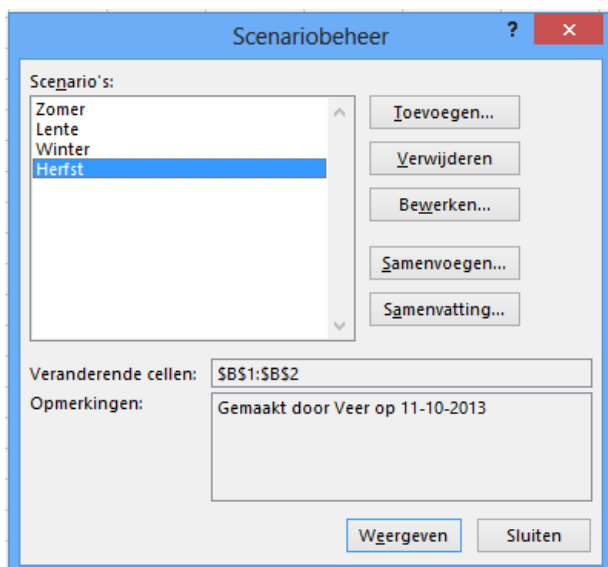 Scenariobeheer
?
Scenario's:
Zomer
Lente
Winter
Herfst
Toevoegen...
Verwijderen
Bewerken...
Samenvoegen...
Samenvatting...
Veranderende cellen: $B$1:$B$2
Opmerkingen: Gemaakt door Veer op 11-10-2013
Weergeven Sluiten